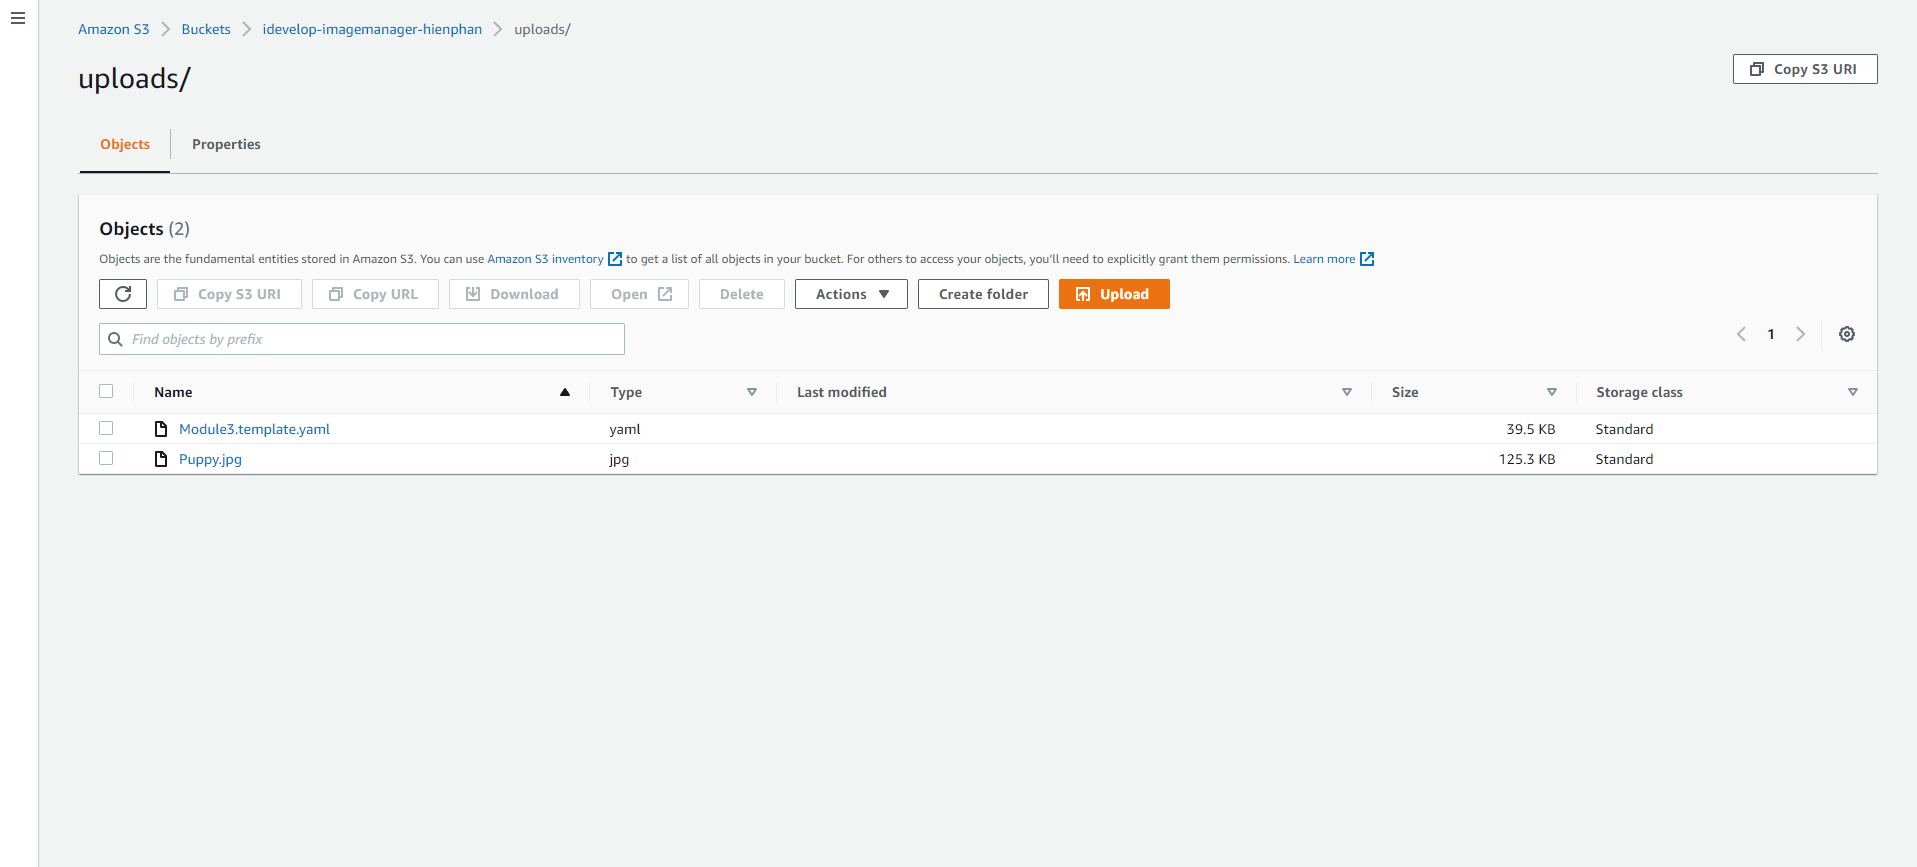 Amazon S3 Buckets idevelop-imagemanager-hienphan uploads/
uploads/
Copy S3 URI
Objects Properties
Objects (2)
Objects are the fundamental entities stored in Amazon S3. You can use Amazon S3 inventory to get a list of all objects in your bucket. For others to access your objects, you'll need to explicitly grant them permissions. Learn more
Copy S3 URI Copy URL Download Open Delete Actions Create folder Upload
Find objects by prefix
1
Name Type Last modified Size Storage class
Module3.template.yaml yaml 39.5 KB Standard
Puppy.jpg jpg 125.3 KB Standard